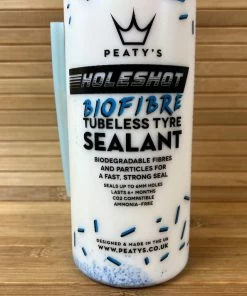 PEATY'S
HOLESHOT
BIOFIBRE
TUBELESS TYRE
SEALANT
BIODEGRADABLE FIBRES
AND PARTICLES FOR
A FAST, STRONG SEAL
SEALS UP TO 6MM HOLES
LASTS 6+ MONTHS
CO2 COMPATIBLE
AMMONIA-FREE
DESIGNED & MADE IN THE UK
WWW.PEATYS.CO.UK